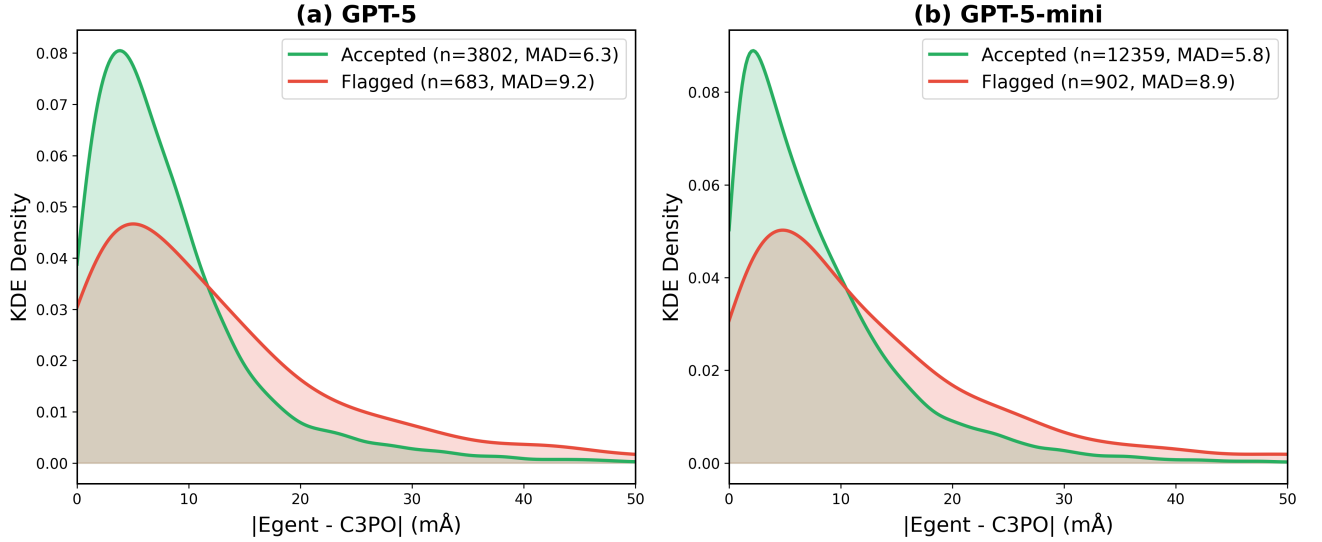 (a) GPT-5
Accepted (n=3802, MAD=6.3)
Flagged (n=683, MAD=9.2)
KDE Density
0.08
0.07
0.06
0.05
0.04
0.03
0.02
0.01
0.00
0 10 20 30 40 50
|Egent - C3PO| (mÅ)
(b) GPT-5-mini
Accepted (n=12359, MAD=5.8)
Flagged (n=902, MAD=8.9)
KDE Density
0.08
0.06
0.04
0.02
0.00
0 10 20 30 40 50
|Egent - C3PO| (mÅ)